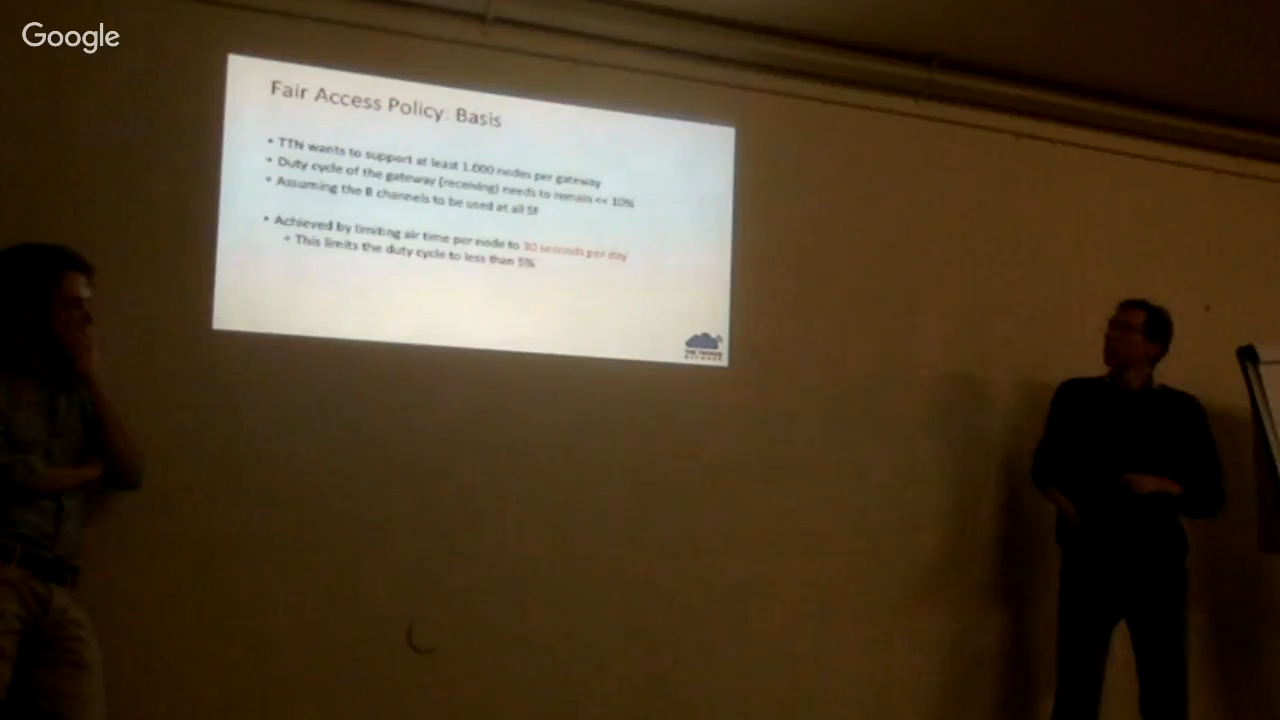 Google
Fair Access Policy: Basis
• TTN wants to support at least 1.000 nodes per gateway
• Duty cycle of the gateway (receiving) needs to remain << 10%
• Assuming the 8 channels to be used at all SF
• Achieved by limiting air time per node to 30 seconds per day
• This limits the duty cycle to less than 5%
THE THINGS
NETWORK